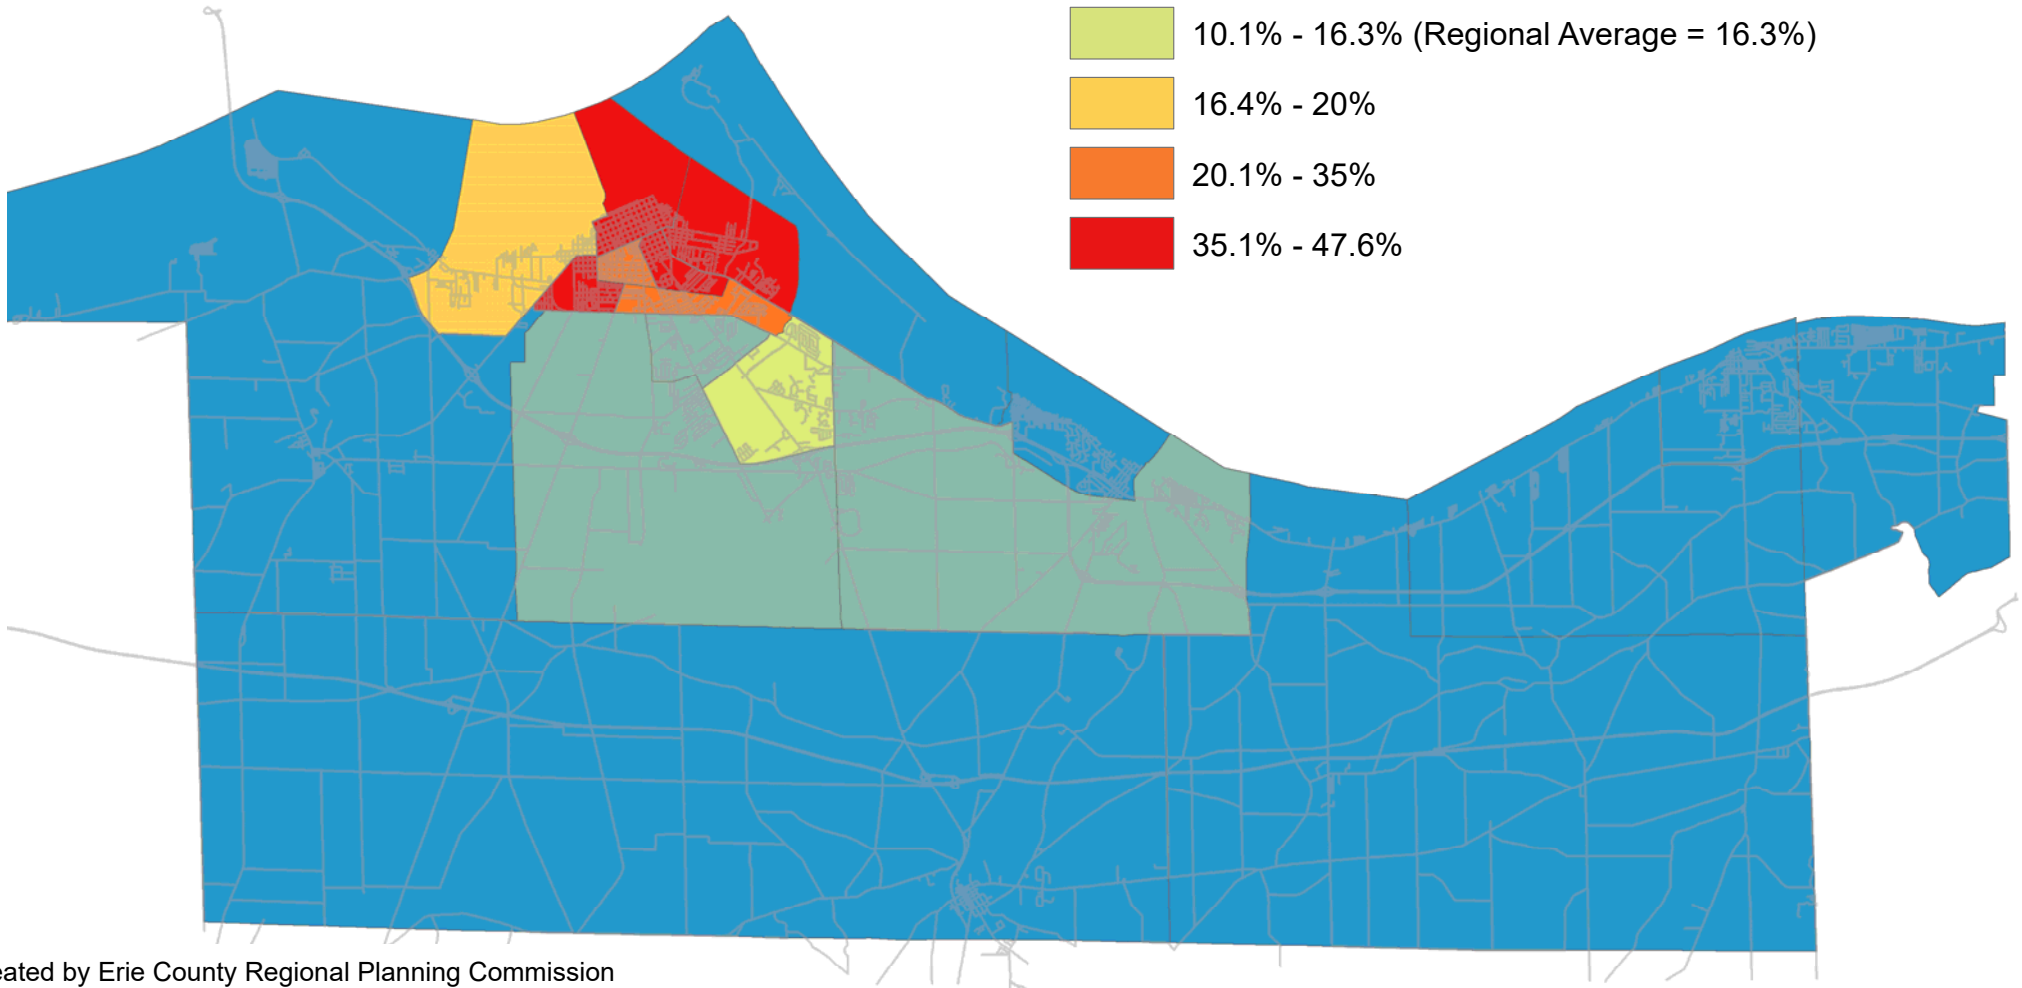 10.1% - 16.3% (Regional Average = 16.3%)
16.4% - 20%
20.1% - 35%
35.1% - 47.6%
eated by Erie County Regional Planning Commission